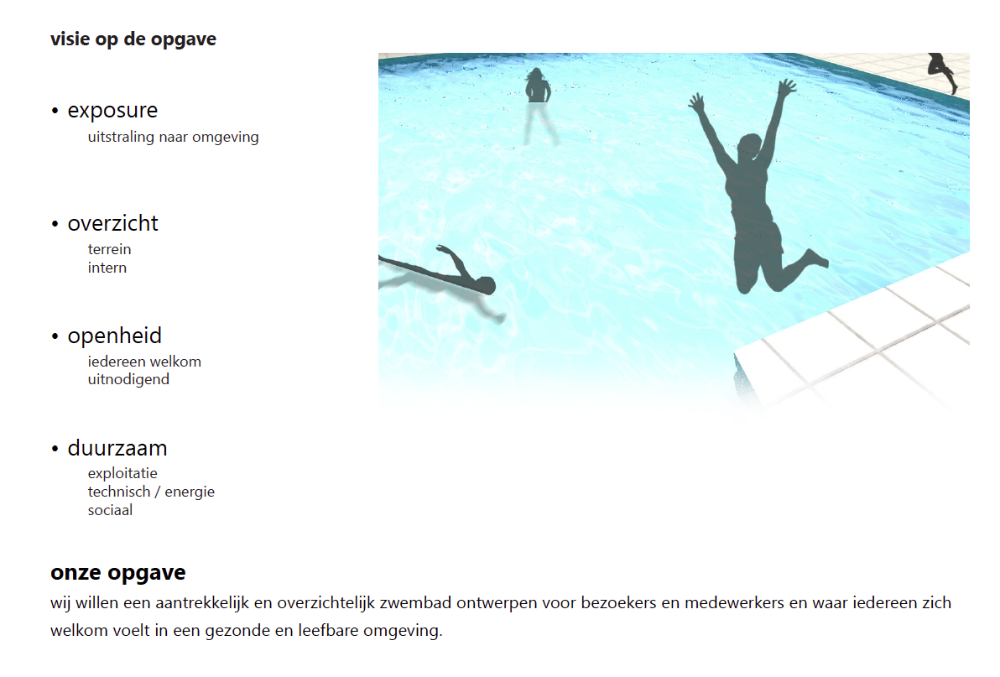 visie op de opgave
• exposure
uitstraling naar omgeving
• overzicht
terrein
intern
• openheid
iedereen welkom
uitnodigend
• duurzaam
exploitatie
technisch / energie
sociaal
onze opgave
wij willen een aantrekkelijk en overzichtelijk zwembad ontwerpen voor bezoekers en medewerkers en waar iedereen zich
welkom voelt in een gezonde en leefbare omgeving.